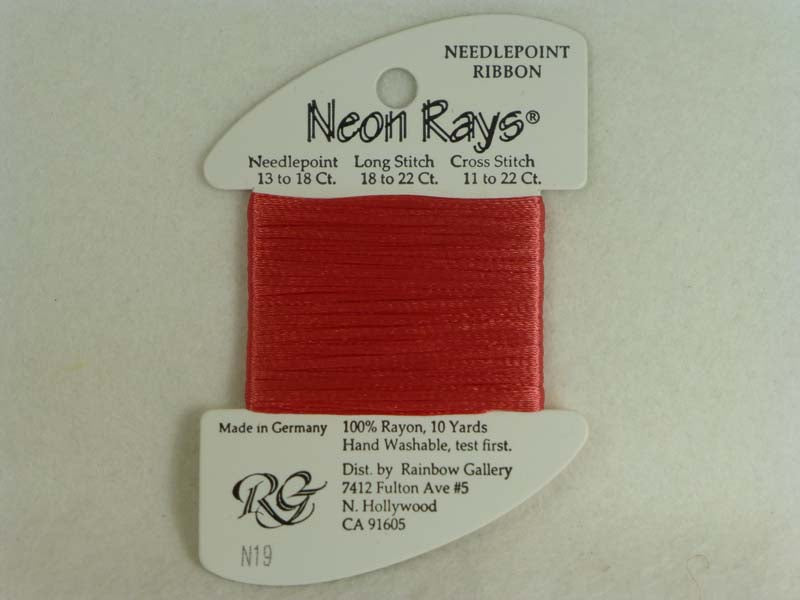 NEEDLEPOINT
RIBBON
Neon Rays®
Needlepoint Long Stitch Cross Stitch
13 to 18 Ct. 18 to 22 Ct. 11 to 22 Ct.
Made in Germany
100% Rayon, 10 Yards
Hand Washable, test first.
Dist. by Rainbow Gallery
7412 Fulton Ave #5
N. Hollywood
CA 91605
RG
N19